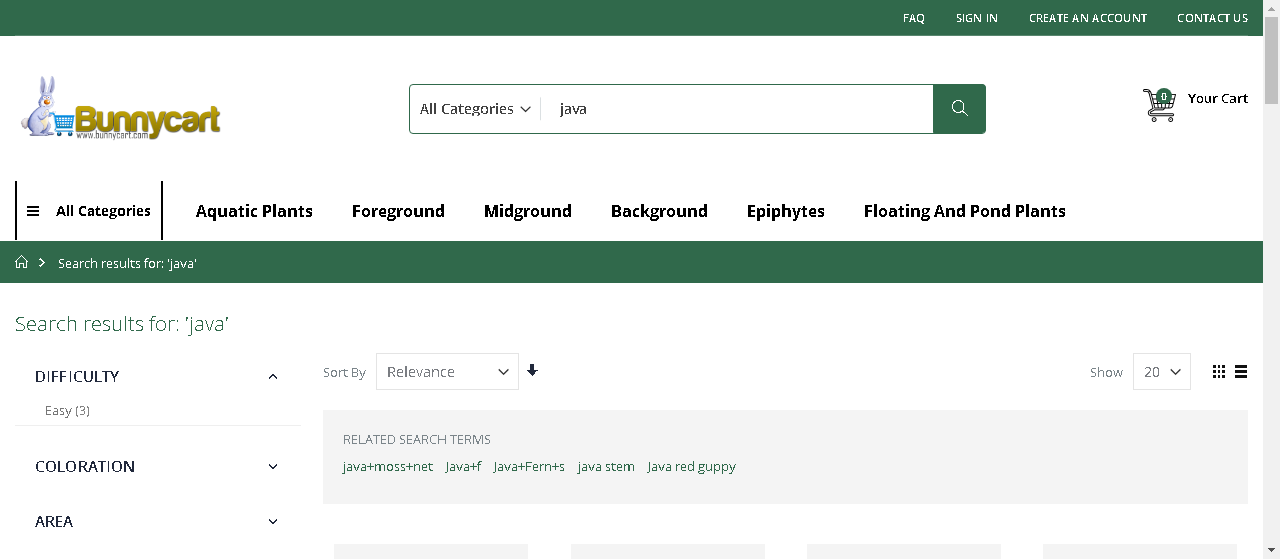 FAQ SIGN IN CREATE AN ACCOUNT CONTACT US
Bunnycart
www.bunnycart.com
All Categories java
0 Your Cart
All Categories Aquatic Plants Foreground Midground Background Epiphytes Floating And Pond Plants
Search results for: 'java'
Search results for: 'java'
DIFFICULTY
Easy (3)
COLORATION
AREA
Sort By Relevance Show 20
RELATED SEARCH TERMS
java+moss+net Java+f Java+Fern+s java stem Java red guppy